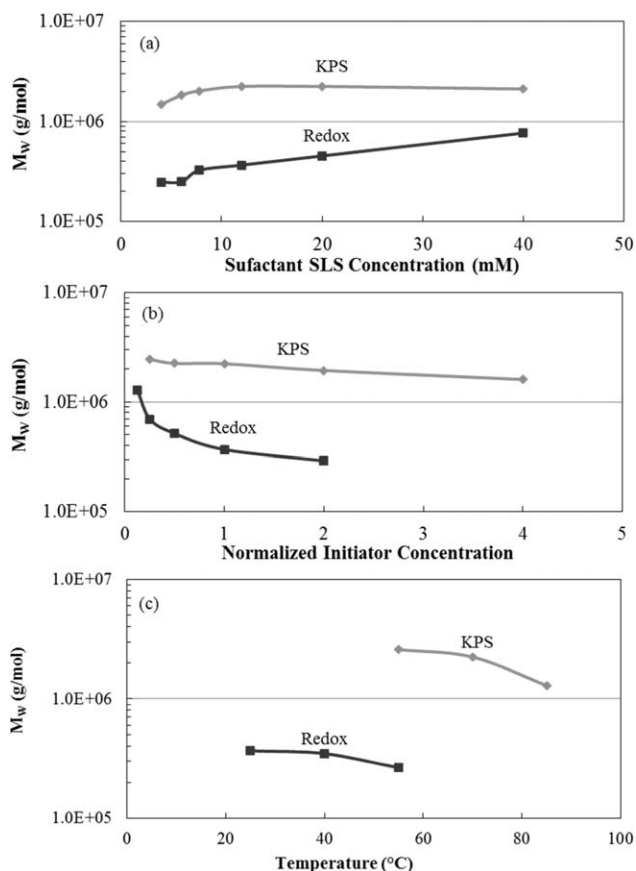 1.0E+07
(a)
KPS
1.0E+06
Redox
1.0E+05
M_W (g/mol)
0 10 20 30 40 50
Sufactant SLS Concentration (mM)
1.0E+07
(b)
KPS
1.0E+06
Redox
1.0E+05
M_W (g/mol)
0 1 2 3 4 5
Normalized Initiator Concentration
1.0E+07
(c)
KPS
1.0E+06
Redox
1.0E+05
M_W (g/mol)
0 20 40 60 80 100
Temperature (°C)